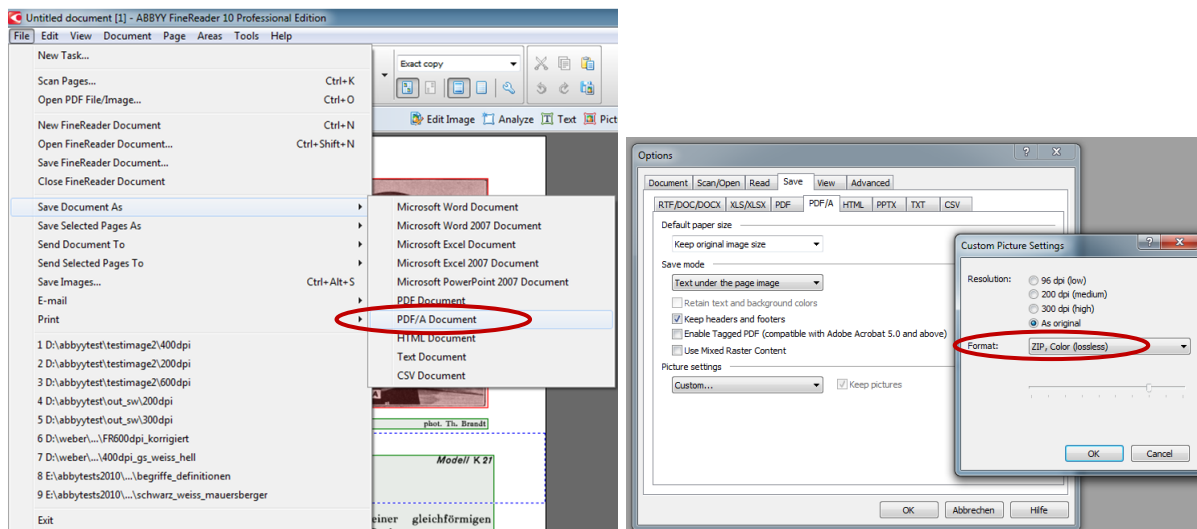 Untitled document [1] - ABBYY FineReader 10 Professional Edition
File Edit View Document Page Areas Tools Help
New Task...
Scan Pages... Ctrl+K
Open PDF File/Image... Ctrl+O
New FineReader Document Ctrl+N
Open FineReader Document... Ctrl+Shift+N
Save FineReader Document...
Close FineReader Document
Save Document As
Save Selected Pages As
Send Document To
Send Selected Pages To
Save Images... Ctrl+Alt+S
E-mail
Print
1 D:\abbyytest\testimage2\400dpi
2 D:\abbyytest\testimage2\200dpi
3 D:\abbyytest\testimage2\600dpi
4 D:\abbyytest\out_sw\200dpi
5 D:\abbyytest\out_sw\300dpi
6 D:\weber\...\FR600dpi_korrigiert
7 D:\weber\...\400dpi_gs_weiss_hell
8 E:\abbytests2010\...\begriffe_definitionen
9 E:\abbytests2010\...\schwarz_weiss_mauersberger
Exit
Exact copy
Edit Image Analyze Text Pict
Microsoft Word Document
Microsoft Word 2007 Document
Microsoft Excel Document
Microsoft Excel 2007 Document
Microsoft PowerPoint 2007 Document
PDF Document
PDF/A Document
HTML Document
Text Document
CSV Document
phot. Th. Brandt
Modell K 21
einer gleichförmigen
Options
Document Scan/Open Read Save View Advanced
RTF/DOC/DOCX XLS/XLSX PDF PDF/A HTML PPTX TXT CSV
Default paper size
Keep original image size
Save mode
Text under the page image
Retain text and background colors
Keep headers and footers
Enable Tagged PDF (compatible with Adobe Acrobat 5.0 and above)
Use Mixed Raster Content
Picture settings
Custom... Keep pictures
OK Abbrechen Hilfe
Custom Picture Settings
Resolution: 96 dpi (low)
200 dpi (medium)
300 dpi (high)
As original
Format: ZIP, Color (lossless)
OK Cancel